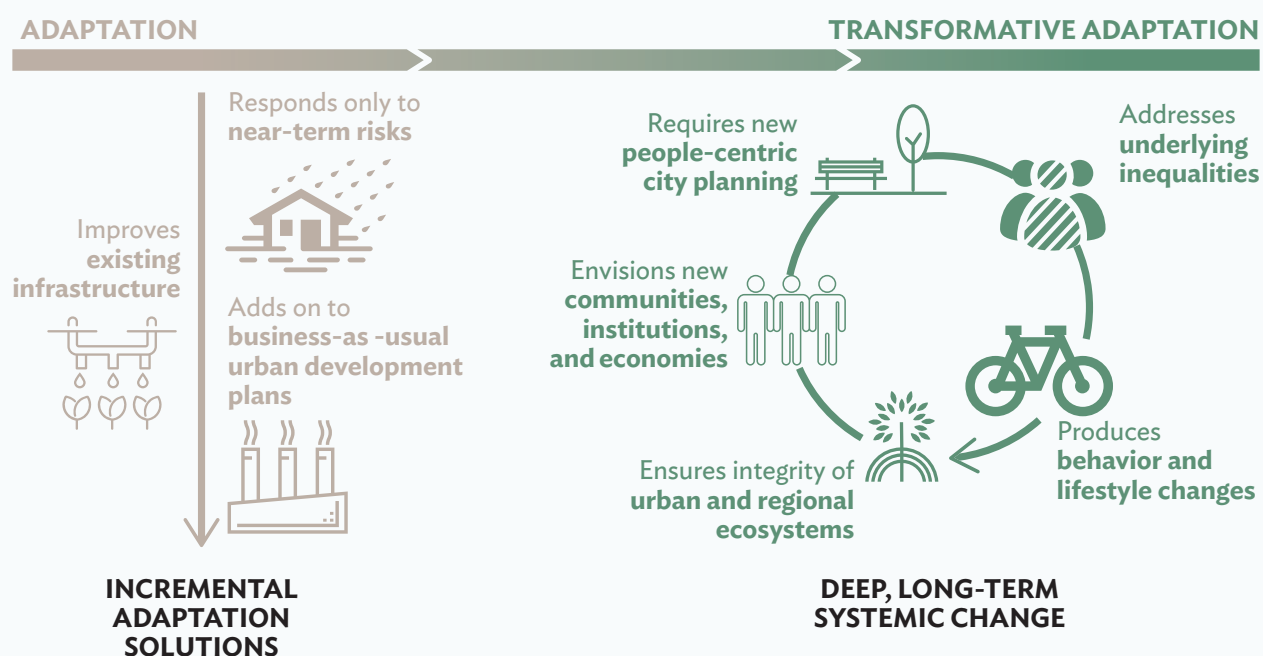 ADAPTATION
TRANSFORMATIVE ADAPTATION
Responds only to
near-term risks
Improves
existing
infrastructure
Adds on to
business-as -usual
urban development
plans
INCREMENTAL
ADAPTATION
SOLUTIONS
Requires new
people-centric
city planning
Addresses
underlying
inequalities
Envisions new
communities,
institutions,
and economies
Produces
behavior and
lifestyle changes
Ensures integrity of
urban and regional
ecosystems
DEEP, LONG-TERM
SYSTEMIC CHANGE